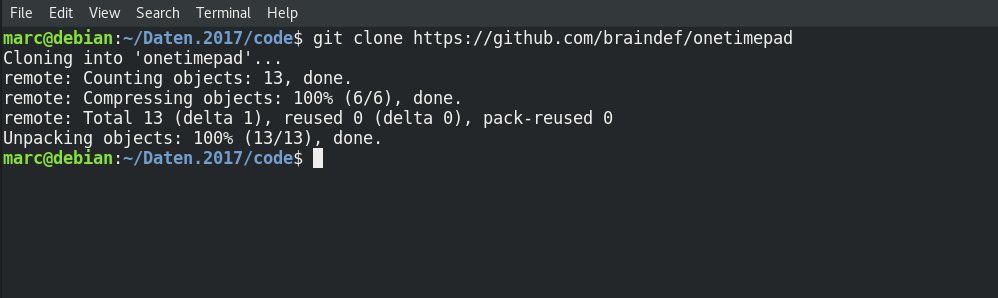 File Edit View Search Terminal Help
marc@debian:~/Daten.2017/code$ git clone https://github.com/braindef/onetimepad
Cloning into 'onetimepad'...
remote: Counting objects: 13, done.
remote: Compressing objects: 100% (6/6), done.
remote: Total 13 (delta 1), reused 0 (delta 0), pack-reused 0
Unpacking objects: 100% (13/13), done.
marc@debian:~/Daten.2017/code$